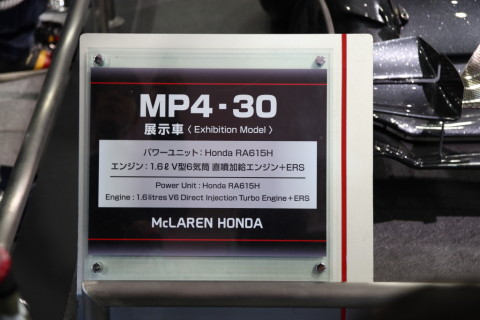 MP4-30
展示車〈Exhibition Model〉
パワーユニット：Honda RA615H
エンジン：1.6ℓ V型6気筒 直噴加給エンジン+ERS
Power Unit : Honda RA615H
Engine : 1.6litres V6 Direct Injection Turbo Engine+ERS
McLAREN HONDA